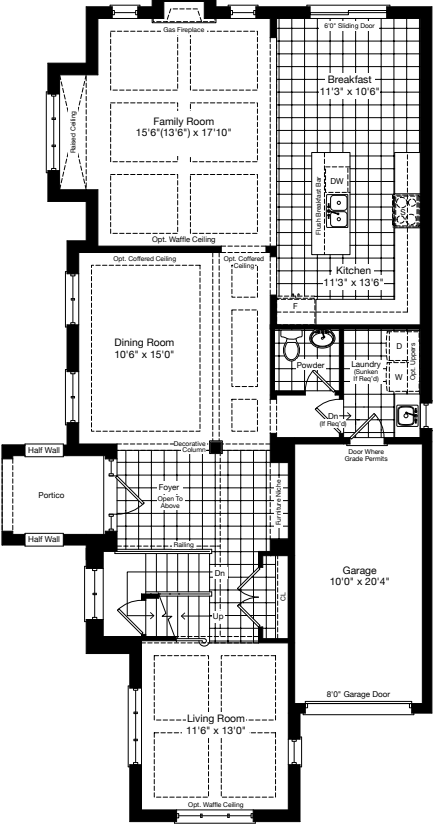 Gas Fireplace
6'0" Sliding Door
Breakfast
11'3" x 10'6"
Family Room
15'6"(13'6") x 17'10"
Raised Ceiling
DW
Flush Breakfast Bar
Opt. Waffle Ceiling
Opt. Coffered Ceiling
Opt. Coffered
Ceiling
Kitchen
11'3" x 13'6"
F
Dining Room
10'6" x 15'0"
Powder
Laundry
(Sunken
If Req'd)
D
W
Opt. Uppers
Dn
(If Req'd)
Decorative
Column
Door Where
Grade Permits
Half Wall
Portico
Half Wall
Foyer
Open To
Above
Furniture Niche
Railing
Dn
Up
CL
Garage
10'0" x 20'4"
8'0" Garage Door
Living Room
11'6" x 13'0"
Opt. Waffle Ceiling